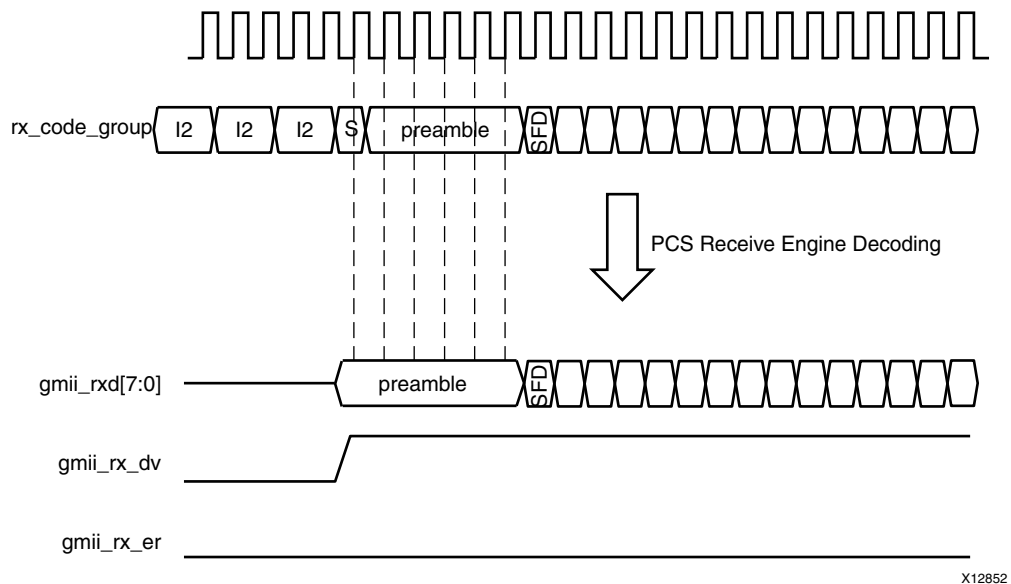 rx_code_group I2 I2 I2 S preamble SFD
PCS Receive Engine Decoding
gmii_rxd[7:0] preamble SFD
gmii_rx_dv
gmii_rx_er
X12852